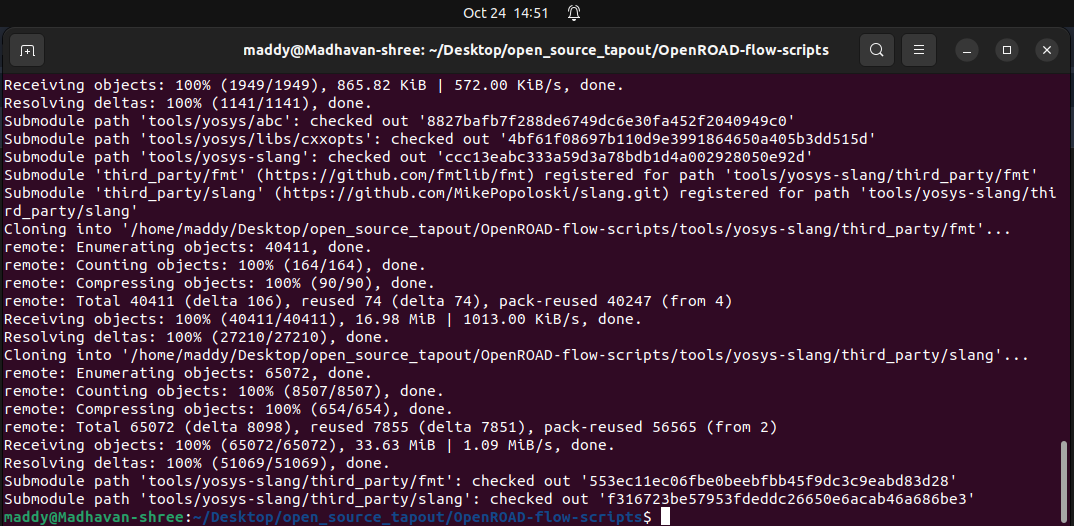 Oct 24 14:51
maddy@Madhavan-shree: ~/Desktop/open_source_tapout/OpenROAD-flow-scripts
Receiving objects: 100% (1949/1949), 865.82 KiB | 572.00 KiB/s, done.
Resolving deltas: 100% (1141/1141), done.
Submodule path 'tools/yosys/abc': checked out '8827bafb7f288de6749dc6e30fa452f2040949c0'
Submodule path 'tools/yosys/libs/cxxopts': checked out '4bf61f08697b110d9e3991864650a405b3dd515d'
Submodule path 'tools/yosys-slang': checked out 'ccc13eabc333a59d3a78bdb1d4a002928050e92d'
Submodule 'third_party/fmt' (https://github.com/fmtlib/fmt) registered for path 'tools/yosys-slang/third_party/fmt'
Submodule 'third_party/slang' (https://github.com/MikePopoloski/slang.git) registered for path 'tools/yosys-slang/thi
rd_party/slang'
Cloning into '/home/maddy/Desktop/open_source_tapout/OpenROAD-flow-scripts/tools/yosys-slang/third_party/fmt'...
remote: Enumerating objects: 40411, done.
remote: Counting objects: 100% (164/164), done.
remote: Compressing objects: 100% (90/90), done.
remote: Total 40411 (delta 106), reused 74 (delta 74), pack-reused 40247 (from 4)
Receiving objects: 100% (40411/40411), 16.98 MiB | 1013.00 KiB/s, done.
Resolving deltas: 100% (27210/27210), done.
Cloning into '/home/maddy/Desktop/open_source_tapout/OpenROAD-flow-scripts/tools/yosys-slang/third_party/slang'...
remote: Enumerating objects: 65072, done.
remote: Counting objects: 100% (8507/8507), done.
remote: Compressing objects: 100% (654/654), done.
remote: Total 65072 (delta 8098), reused 7855 (delta 7851), pack-reused 56565 (from 2)
Receiving objects: 100% (65072/65072), 33.63 MiB | 1.09 MiB/s, done.
Resolving deltas: 100% (51069/51069), done.
Submodule path 'tools/yosys-slang/third_party/fmt': checked out '553ec11ec06fbe0beebfbb45f9dc3c9eabd83d28'
Submodule path 'tools/yosys-slang/third_party/slang': checked out 'f316723be57953fdeddc26650e6acab46a686be3'
maddy@Madhavan-shree:~/Desktop/open_source_tapout/OpenROAD-flow-scripts$